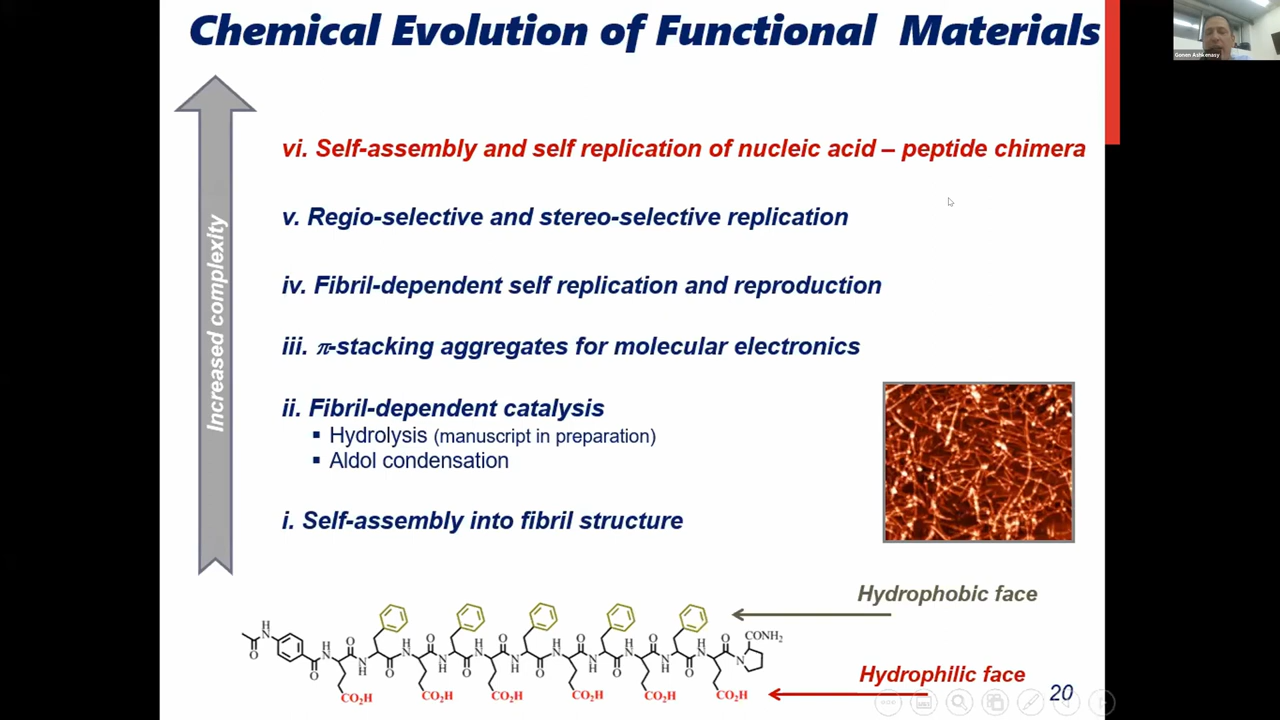 Chemical Evolution of Functional Materials
Gonen Ashkenasy
vi. Self-assembly and self replication of nucleic acid – peptide chimera
v. Regio-selective and stereo-selective replication
iv. Fibril-dependent self replication and reproduction
iii. π-stacking aggregates for molecular electronics
ii. Fibril-dependent catalysis
▪ Hydrolysis (manuscript in preparation)
▪ Aldol condensation
i. Self-assembly into fibril structure
Increased complexity
Hydrophobic face
H
N
O
O
H
N
O
N
H
O
H
N
O
N
H
O
H
N
O
N
H
O
H
N
O
N
H
O
H
N
O
N
H
O
H
N
O
N
CONH₂
CO₂H
CO₂H
CO₂H
CO₂H
CO₂H
CO₂H
Hydrophilic face
20